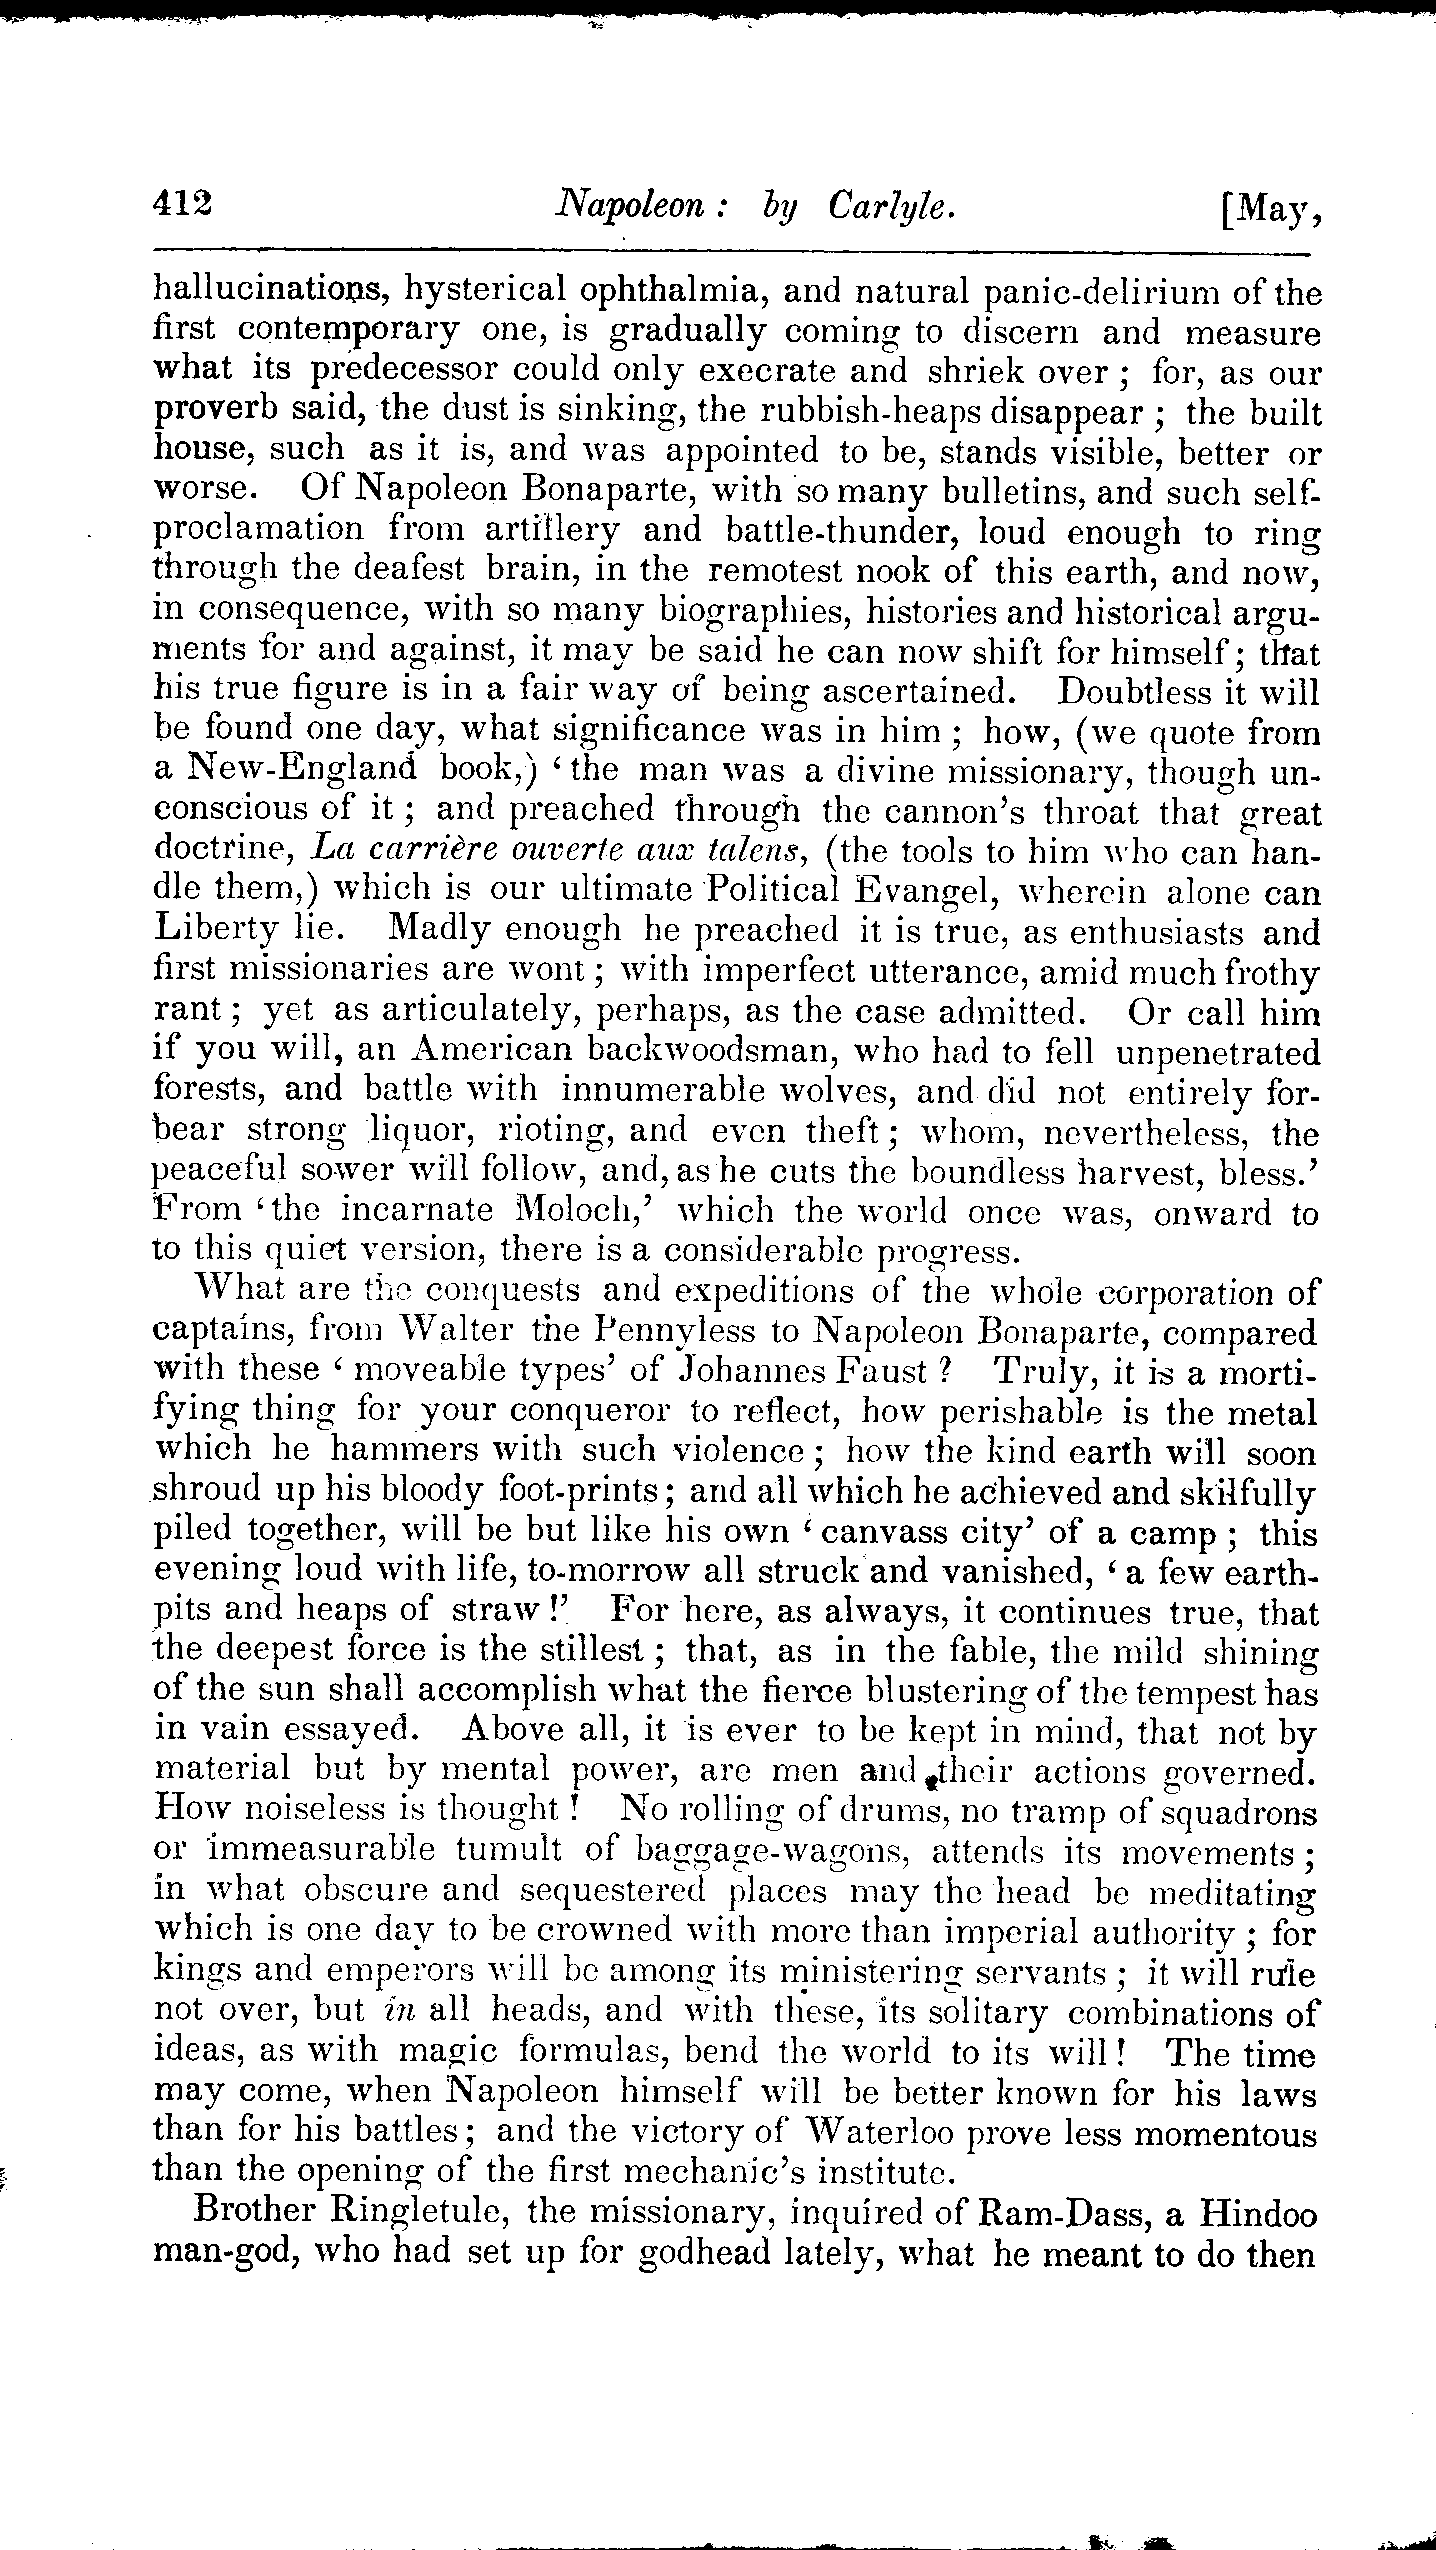 412 Napoleon : by Carlyle. [May,
hallucinations, hysterical ophthalmia, and natural panic-delirium of the
first contemporary one, is gradually coming to discern and measure
what its predecessor could only execrate and shriek over ; for, as our
proverb said, the dust is sinking, the rubbish-heaps disappear ; the built
house, such as it is, and was appointed to be, stands visible, better or
worse. Of Napoleon Bonaparte, with so many bulletins, and such self-
proclamation from artillery and battle-thunder, loud enough to ring
through the deafest brain, in the remotest nook of this earth, and now,
in consequence, with so many biographies, histories and historical argu-
ments for and against, it may be said he can now shift for himself ; that
his true figure is in a fair way of being ascertained. Doubtless it will
be found one day, what significance was in him ; how, (we quote from
a New-England book,) ‘ the man was a divine missionary, though un-
conscious of it ; and preached through the cannon’s throat that great
doctrine, La carrière ouverte aux talens, (the tools to him who can han-
dle them,) which is our ultimate Political Evangel, wherein alone can
Liberty lie. Madly enough he preached it is true, as enthusiasts and
first missionaries are wont ; with imperfect utterance, amid much frothy
rant ; yet as articulately, perhaps, as the case admitted. Or call him
if you will, an American backwoodsman, who had to fell unpenetrated
forests, and battle with innumerable wolves, and did not entirely for-
bear strong liquor, rioting, and even theft ; whom, nevertheless, the
peaceful sower will follow, and, as he cuts the boundless harvest, bless.’
From ‘ the incarnate Moloch,’ which the world once was, onward to
to this quiet version, there is a considerable progress.
What are the conquests and expeditions of the whole corporation of
captains, from Walter the Pennyless to Napoleon Bonaparte, compared
with these ‘ moveable types’ of Johannes Faust ? Truly, it is a morti-
fying thing for your conqueror to reflect, how perishable is the metal
which he hammers with such violence ; how the kind earth will soon
shroud up his bloody foot-prints ; and all which he achieved and skilfully
piled together, will be but like his own ‘ canvass city’ of a camp ; this
evening loud with life, to-morrow all struck and vanished, ‘ a few earth-
pits and heaps of straw !’ For here, as always, it continues true, that
the deepest force is the stillest ; that, as in the fable, the mild shining
of the sun shall accomplish what the fierce blustering of the tempest has
in vain essayed. Above all, it is ever to be kept in mind, that not by
material but by mental power, are men and their actions governed.
How noiseless is thought ! No rolling of drums, no tramp of squadrons
or immeasurable tumult of baggage-wagons, attends its movements ;
in what obscure and sequestered places may the head be meditating
which is one day to be crowned with more than imperial authority ; for
kings and emperors will be among its ministering servants ; it will rule
not over, but in all heads, and with these, its solitary combinations of
ideas, as with magic formulas, bend the world to its will ! The time
may come, when Napoleon himself will be better known for his laws
than for his battles ; and the victory of Waterloo prove less momentous
than the opening of the first mechanic’s institute.
Brother Ringletule, the missionary, inquired of Ram-Dass, a Hindoo
man-god, who had set up for godhead lately, what he meant to do then